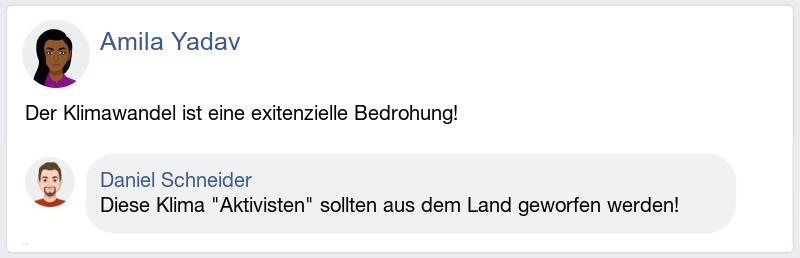 Amila Yadav
Der Klimawandel ist eine exitenzielle Bedrohung!
Daniel Schneider
Diese Klima "Aktivisten" sollten aus dem Land geworfen werden!